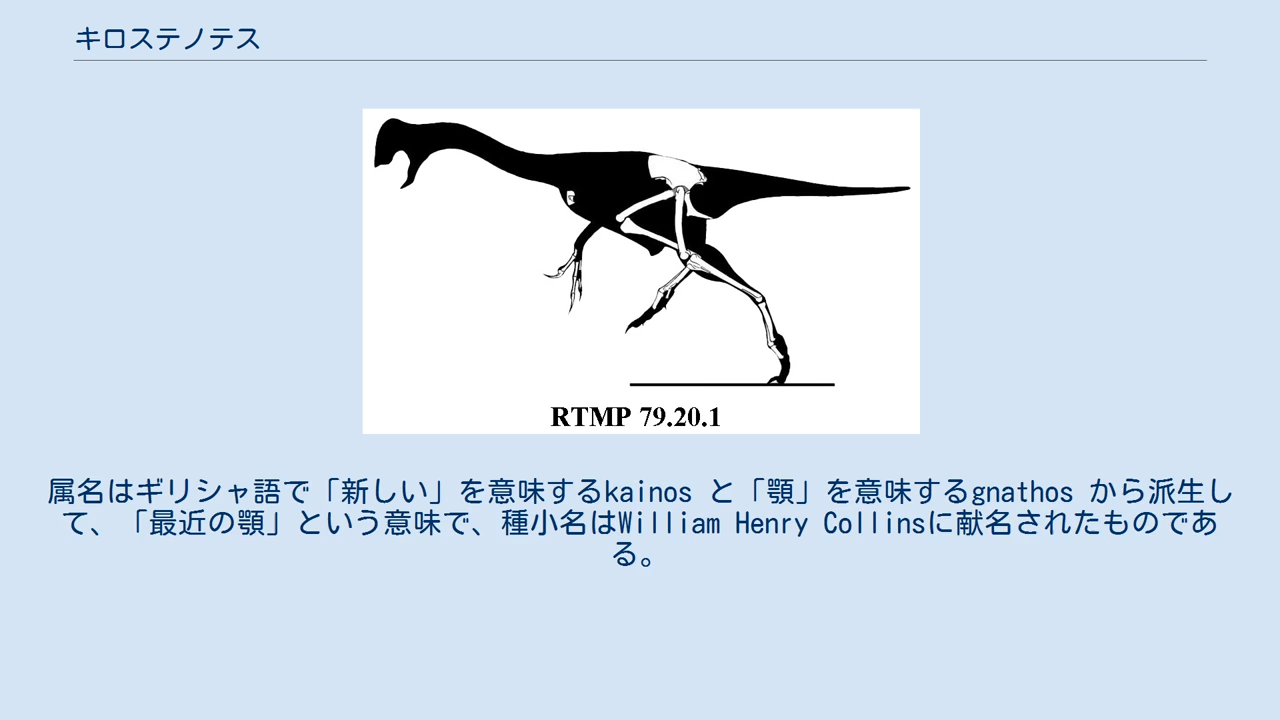 キロステノテス
RTMP 79.20.1
属名はギリシャ語で「新しい」を意味するkainos と「顎」を意味するgnathos から派生し
て、「最近の顎」という意味で、種小名はWilliam Henry Collinsに献名されたものであ
る。